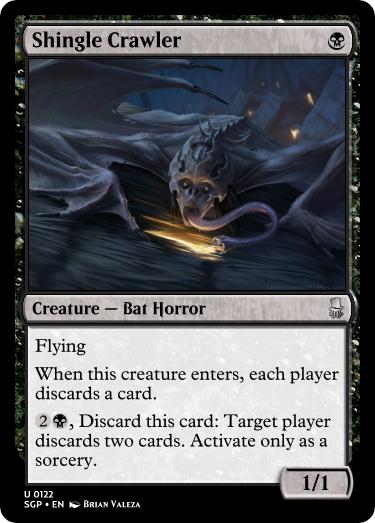 Shingle Crawler
Creature — Bat Horror
Flying
When this creature enters, each player
discards a card.
2, Discard this card: Target player
discards two cards. Activate only as a
sorcery.
1/1
U 0122
SGP • EN Brian Valeza